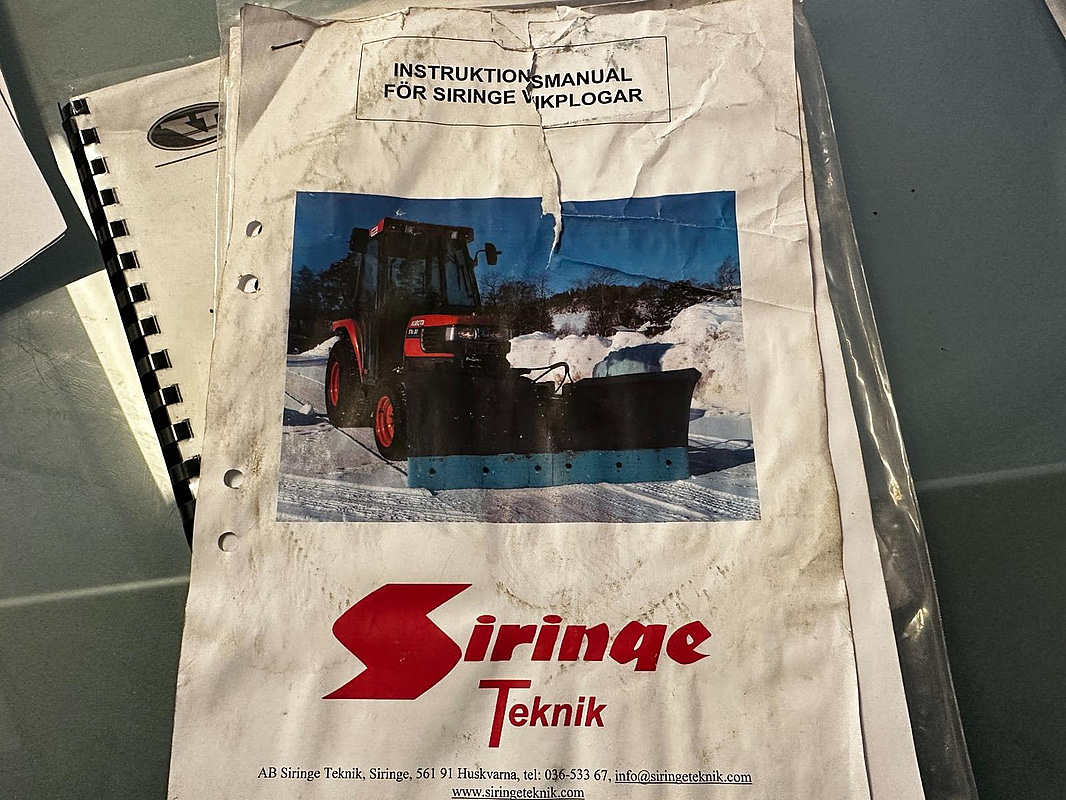 INSTRUKTIONSMANUAL
FÖR SIRINGE VIKPLOGAR
KUBOTA
Siringe
Teknik
AB Siringe Teknik, Siringe, 561 91 Huskvarna, tel: 036-533 67, info@siringeteknik.com
www.siringeteknik.com